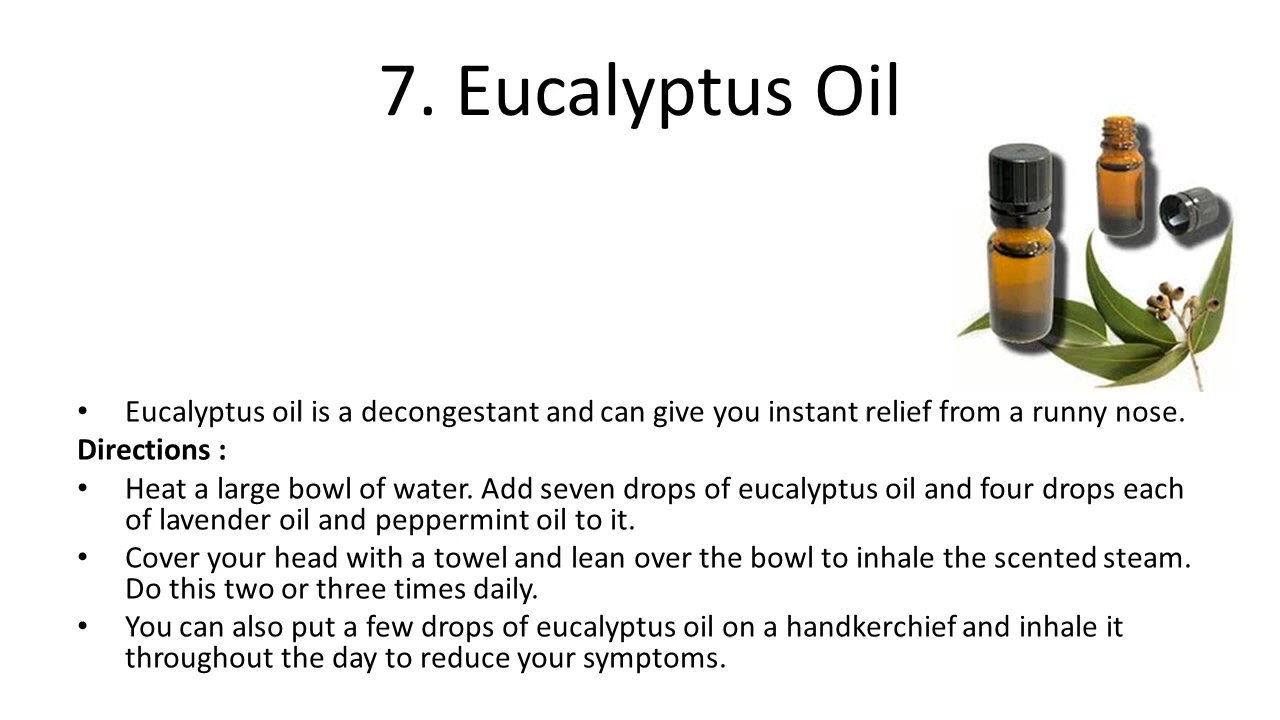 7. Eucalyptus Oil
• Eucalyptus oil is a decongestant and can give you instant relief from a runny nose.
Directions :
• Heat a large bowl of water. Add seven drops of eucalyptus oil and four drops each
of lavender oil and peppermint oil to it.
• Cover your head with a towel and lean over the bowl to inhale the scented steam.
Do this two or three times daily.
• You can also put a few drops of eucalyptus oil on a handkerchief and inhale it
throughout the day to reduce your symptoms.